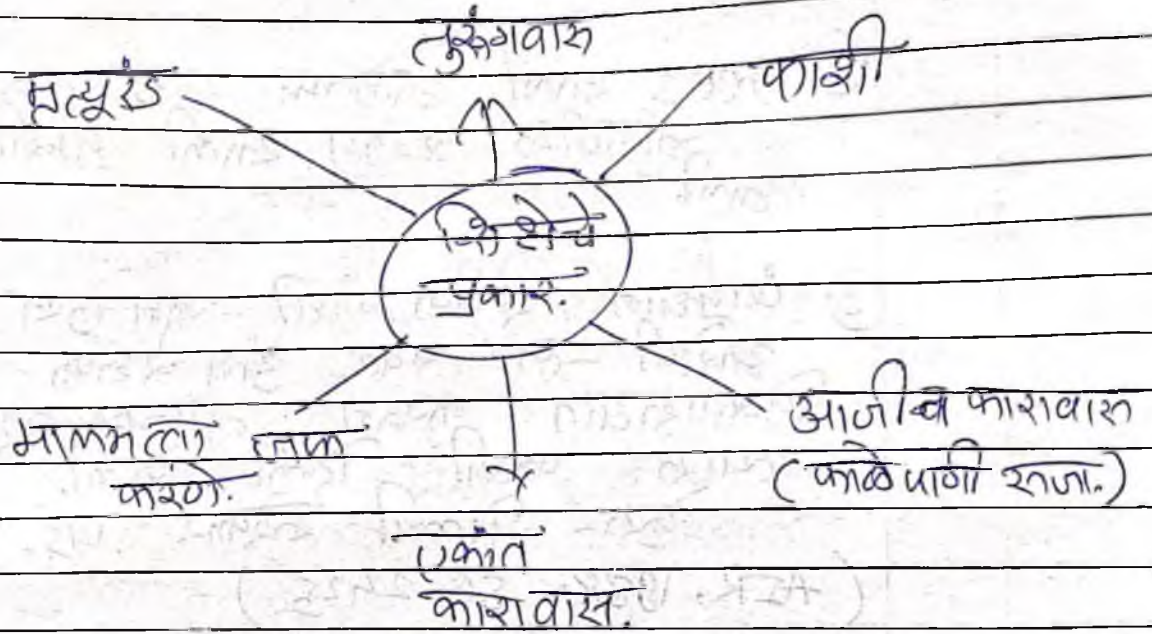 तुरुंगवास
मृत्यूदंड
फाशी
शिक्षेचे
प्रकार.
मालमत्ता जप्त
करणे.
आजीव कारावास
(काळे पाणी सजा.)
एकांत
कारावास.